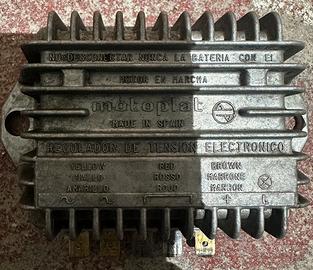 NO DESCONECTAR NUNCA LA BATERIA CON EL
MOTOR EN MARCHA
motoplat
MADE IN SPAIN
REGULADOR DE TENSION ELECTRONICO
YELLOW RED BROWN
GIALLO ROSSO MARRONE
AMARILLO ROJO MARRON